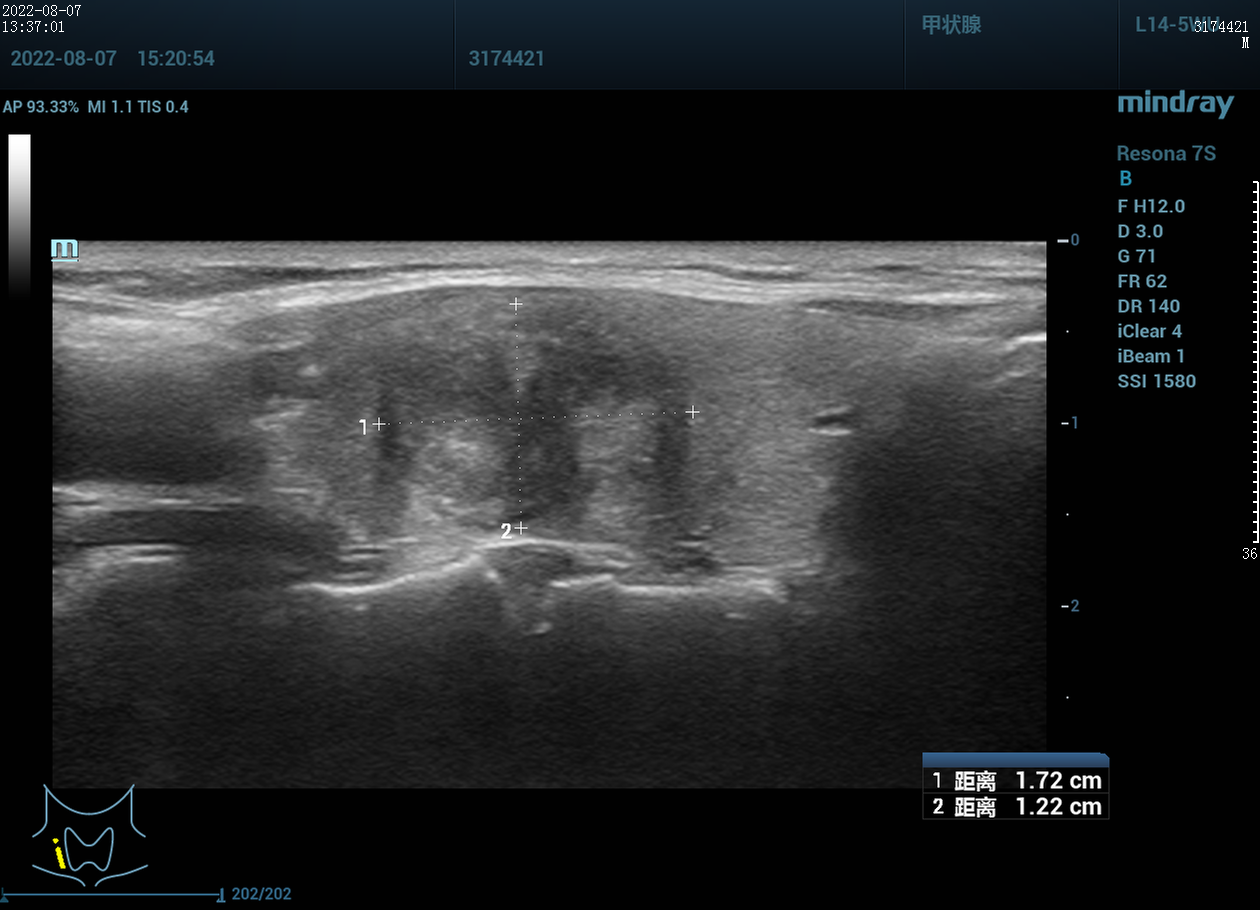 2022-08-07
13:37:01
2022-08-07 15:20:54
3174421
甲状腺
L14-5WU
3174421
M
AP 93.33% MI 1.1 TIS 0.4
mindray
Resona 7S
B
F H12.0
D 3.0
G 71
FR 62
DR 140
iClear 4
iBeam 1
SSI 1580
m
0
1
2
1
2
36
1 距离 1.72 cm
2 距离 1.22 cm
202/202